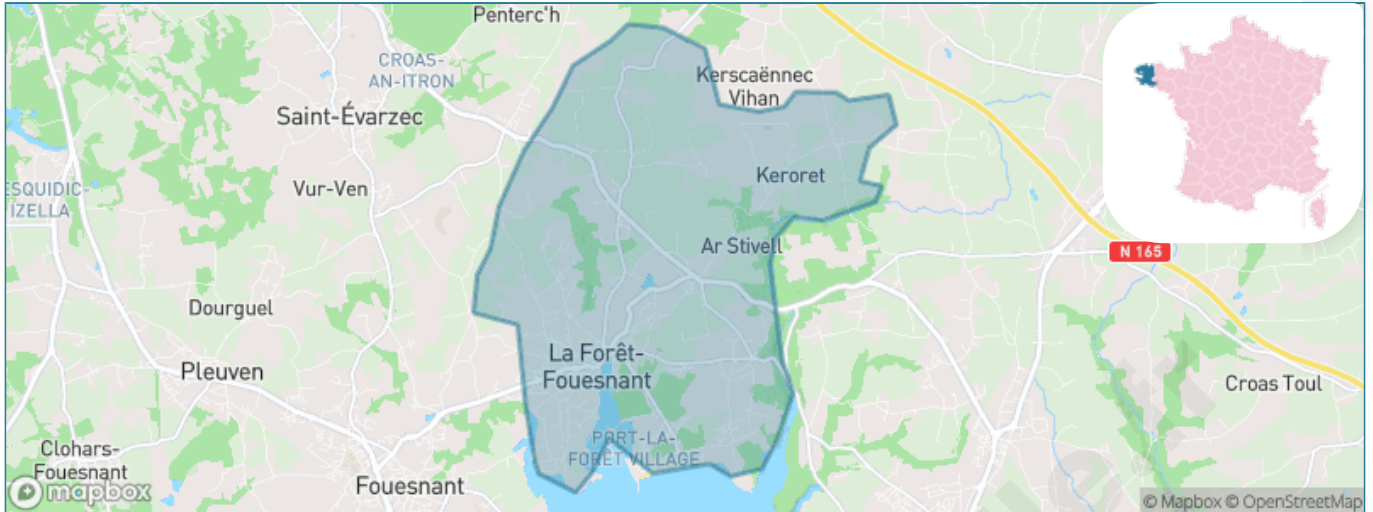 Penterc'h
CROAS-
AN-ITRON
Kerscaënnec
Vihan
Saint-Évarzec
Keroret
ESQUIDIC-
IZELLA
Vur-Ven
Ar Stivell
N 165
Dourguel
La Forêt-
Fouesnant
Pleuven
Croas Toul
PORT-LA-
FORÊT VILLAGE
Clohars-
Fouesnant
Fouesnant
mapbox
© Mapbox © OpenStreetMap